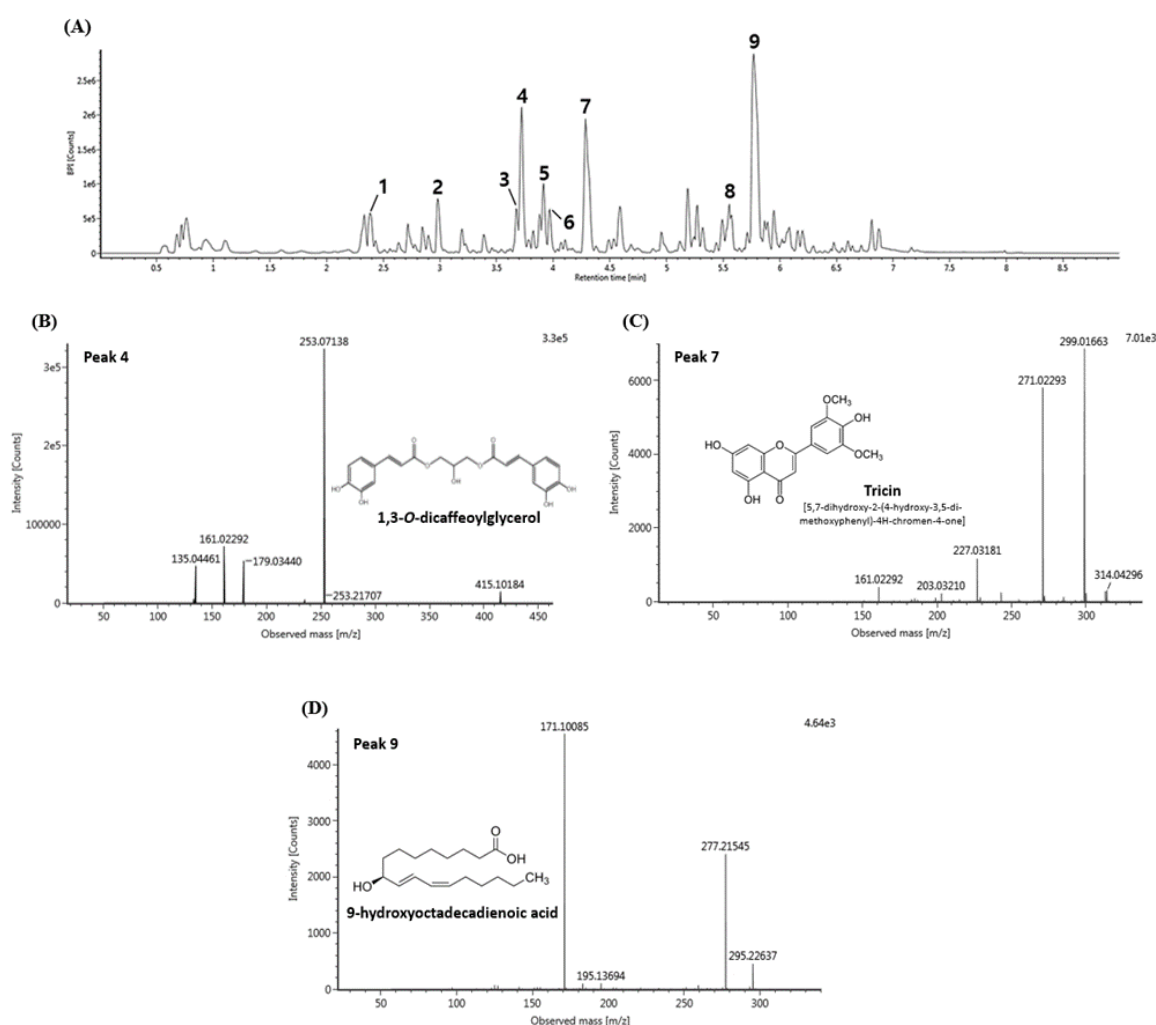 (A)
BPI [Counts]
2.5e6
2e6
1.5e6
1e6
5e5
0
1
2
3
4
5
6
7
8
9
0.5
1
1.5
2
2.5
3
3.5
4
4.5
5
5.5
6
6.5
7
7.5
8
8.5
Retention time [min]
(B)
Peak 4
3.3e5
253.07138
Intensity [Counts]
3e5
2e5
100000
0
161.02292
135.04461
179.03440
253.21707
415.10184
O
O
O
O
OH
OH
OH
OH
OH
1,3-O-dicaffeoylglycerol
0
50
100
150
200
250
300
350
400
450
Observed mass [m/z]
(C)
Peak 7
7.01e3
299.01663
271.02293
Intensity [Counts]
6000
4000
2000
0
227.03181
161.02292
203.03210
314.04296
OCH3
OH
OCH3
HO
O
OH
O
Tricin
[5,7-dihydroxy-2-(4-hydroxy-3,5-di-
methoxyphenyl)-4H-chromen-4-one]
0
50
100
150
200
250
300
Observed mass [m/z]
(D)
Peak 9
4.64e3
171.10085
277.21545
295.22637
195.13694
Intensity [Counts]
4000
3000
2000
1000
0
O
OH
HO
CH3
9-hydroxyoctadecadienoic acid
50
100
150
200
250
300
Observed mass [m/z]